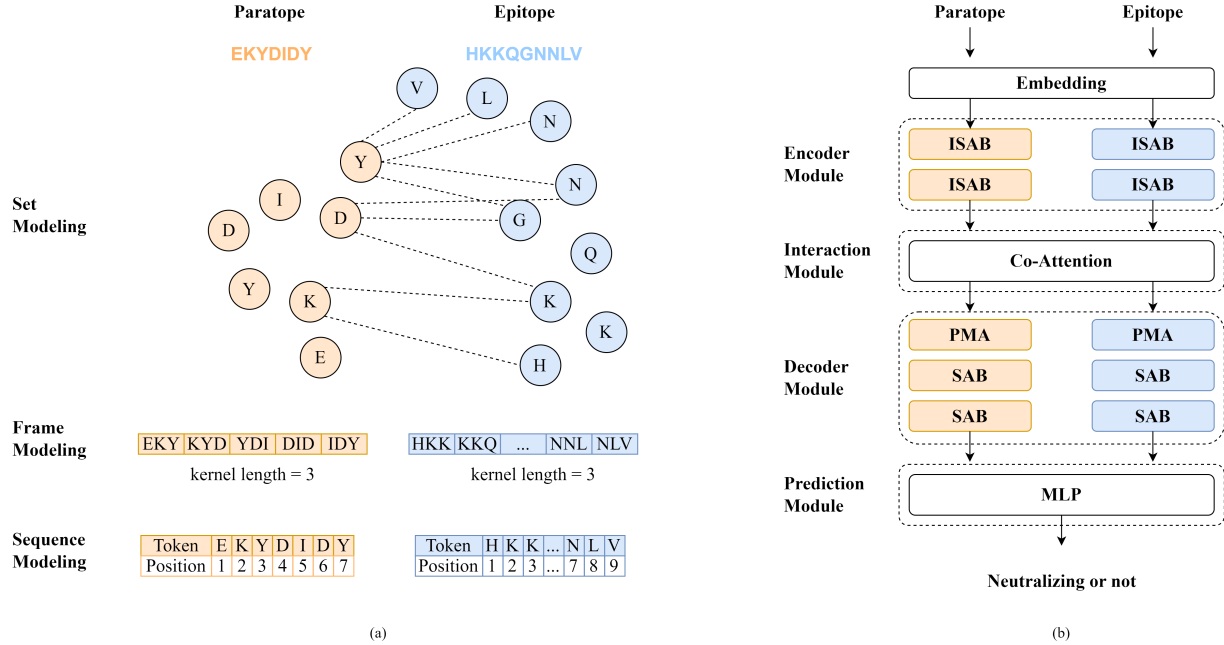 Paratope Epitope
EKYDIDY HKKQGNNLV
V
L
N
Y
N
I
D
G
D
Q
Y
K
K
K
E
H
Set
Modeling
Frame
Modeling
EKY KYD YDI DID IDY
kernel length = 3
HKK KKQ ... NNL NLV
kernel length = 3
Sequence
Modeling
Token E K Y D I D Y
Position 1 2 3 4 5 6 7
Token H K K ... N L V
Position 1 2 3 ... 7 8 9
(a)
Paratope Epitope
Embedding
Encoder
Module
ISAB ISAB
ISAB ISAB
Interaction
Module
Co-Attention
Decoder
Module
PMA PMA
SAB SAB
SAB SAB
Prediction
Module
MLP
Neutralizing or not
(b)